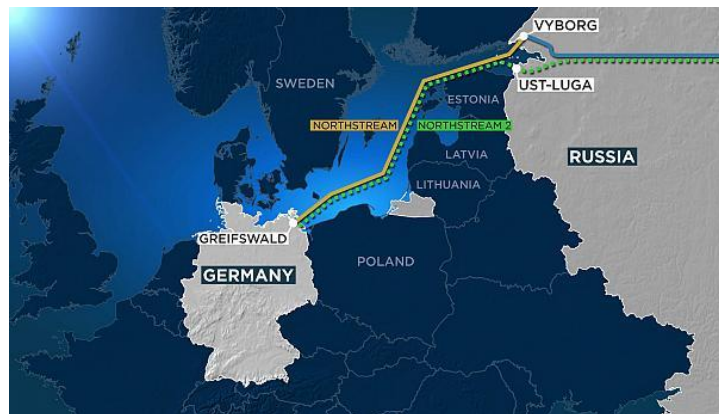 VYBORG
SWEDEN
UST-LUGA
ESTONIA
NORTHSTREAM
NORTHSTREAM 2
LATVIA
RUSSIA
LITHUANIA
GREIFSWALD
POLAND
GERMANY